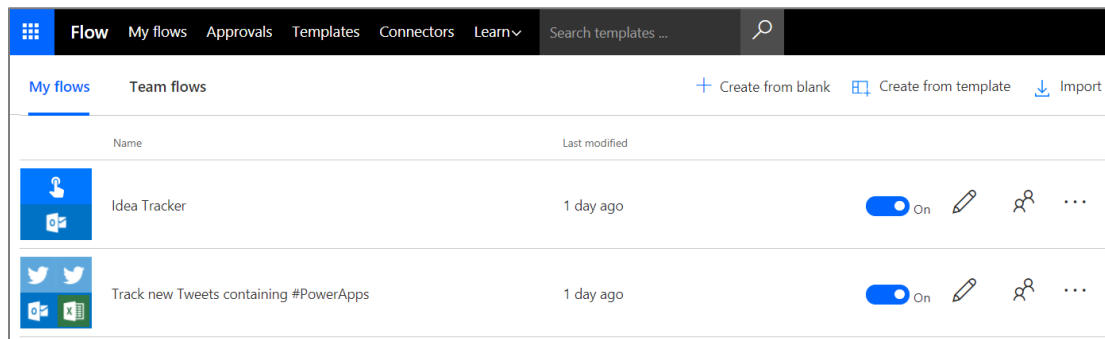 Flow My flows Approvals Templates Connectors Learn Search templates ...
My flows Team flows Create from blank Create from template Import
Name Last modified
Idea Tracker 1 day ago On ...
Track new Tweets containing #PowerApps 1 day ago On ...